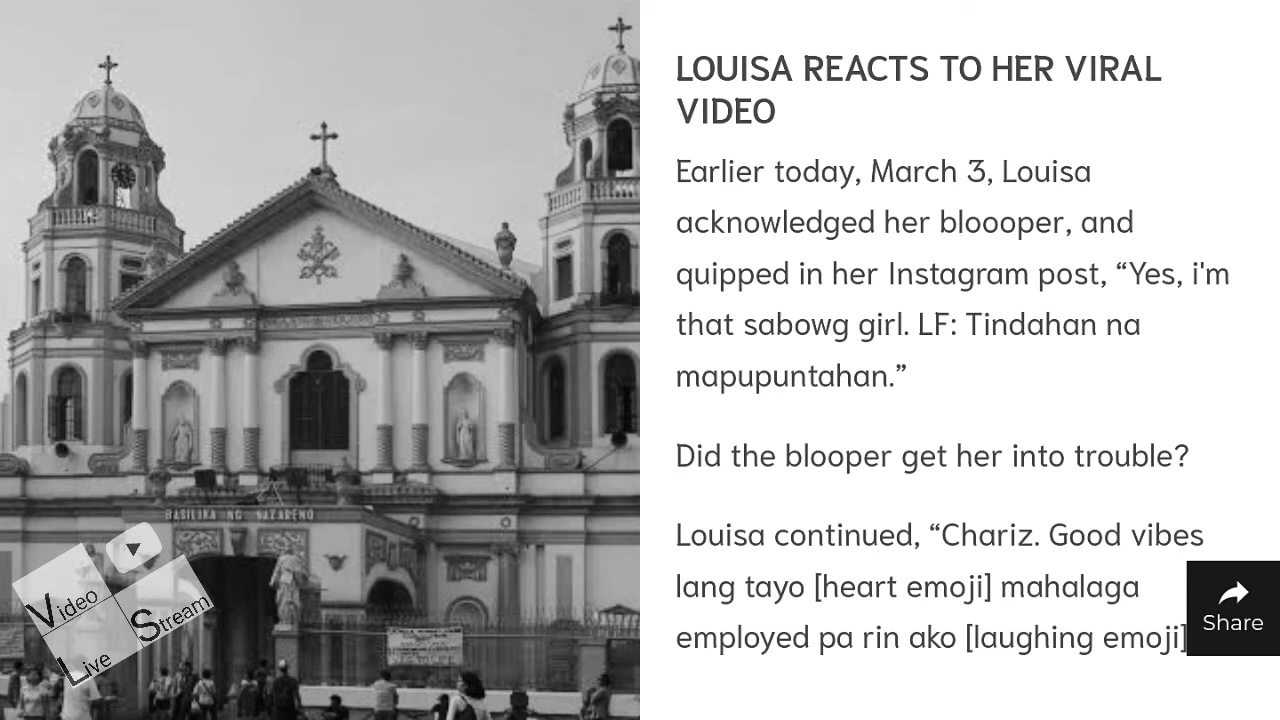 BASILIKA NG NAZARENO
Video
Live
Stream
LOUISA REACTS TO HER VIRAL
VIDEO
Earlier today, March 3, Louisa
acknowledged her bloooper, and
quipped in her Instagram post, “Yes, i'm
that sabowg girl. LF: Tindahan na
mapupuntahan.”
Did the blooper get her into trouble?
Louisa continued, “Chariz. Good vibes
lang tayo [heart emoji] mahalaga
employed pa rin ako [laughing emoji]
Share